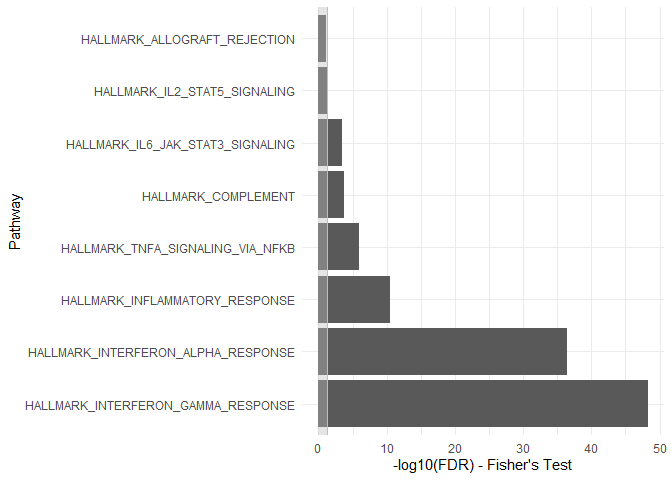 Pathway
HALLMARK_ALLOGRAFT_REJECTION
HALLMARK_IL2_STAT5_SIGNALING
HALLMARK_IL6_JAK_STAT3_SIGNALING
HALLMARK_COMPLEMENT
HALLMARK_TNFA_SIGNALING_VIA_NFKB
HALLMARK_INFLAMMATORY_RESPONSE
HALLMARK_INTERFERON_ALPHA_RESPONSE
HALLMARK_INTERFERON_GAMMA_RESPONSE
0 10 20 30 40 50
-log10(FDR) - Fisher's Test